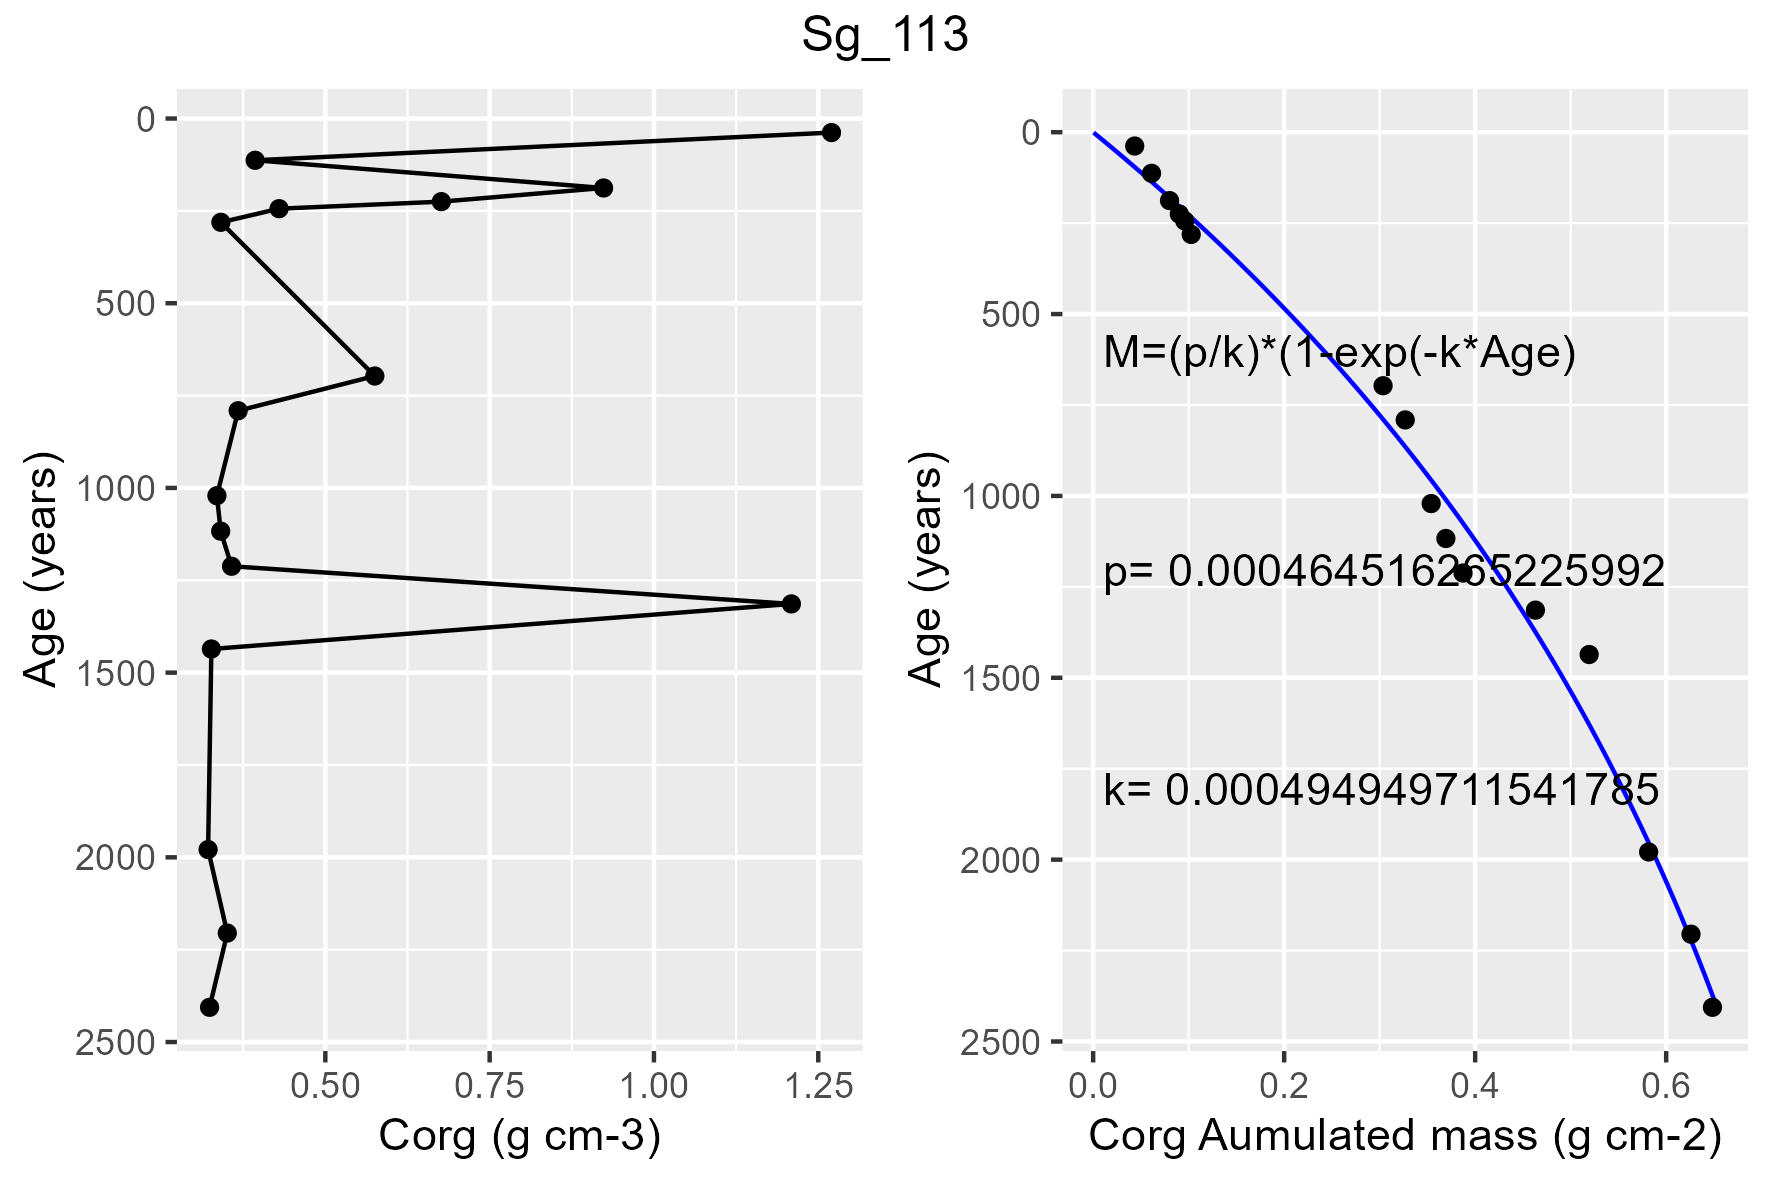 Sg_113
0
500
1000
1500
2000
2500
Age (years)
0.50 0.75 1.00 1.25
Corg (g cm-3)
0
500
1000
1500
2000
2500
Age (years)
M=(p/k)*(1-exp(-k*Age)
p= 0.000464516265225992
k= 0.000494949711541785
0.0 0.2 0.4 0.6
Corg Aumulated mass (g cm-2)